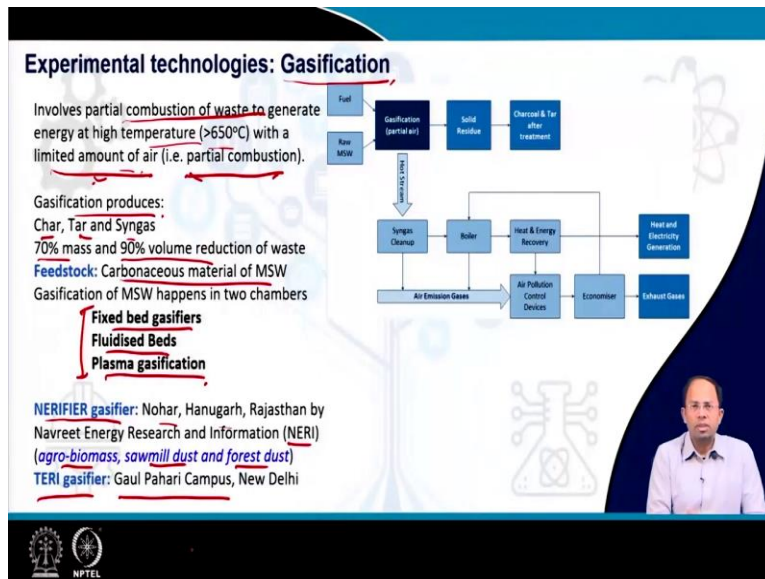 Experimental technologies: Gasification
Involves partial combustion of waste to generate
energy at high temperature (>650°C) with a
limited amount of air (i.e. partial combustion).
Gasification produces:
Char, Tar and Syngas
70% mass and 90% volume reduction of waste
Feedstock: Carbonaceous material of MSW
Gasification of MSW happens in two chambers
Fixed bed gasifiers
Fluidised Beds
Plasma gasification
NERIFIER gasifier: Nohar, Hanugarh, Rajasthan by
Navreet Energy Research and Information (NERI)
(agro-biomass, sawmill dust and forest dust)
TERI gasifier: Gaul Pahari Campus, New Delhi
Fuel
Raw
MSW
Gasification
(partial air)
Solid
Residue
Charcoal & Tar
after
treatment
Hot Stream
Syngas
Cleanup
Boiler
Heat & Energy
Recovery
Heat and
Electricity
Generation
Air Emission Gases
Air Pollution
Control
Devices
Economiser
Exhaust Gases
NPTEL